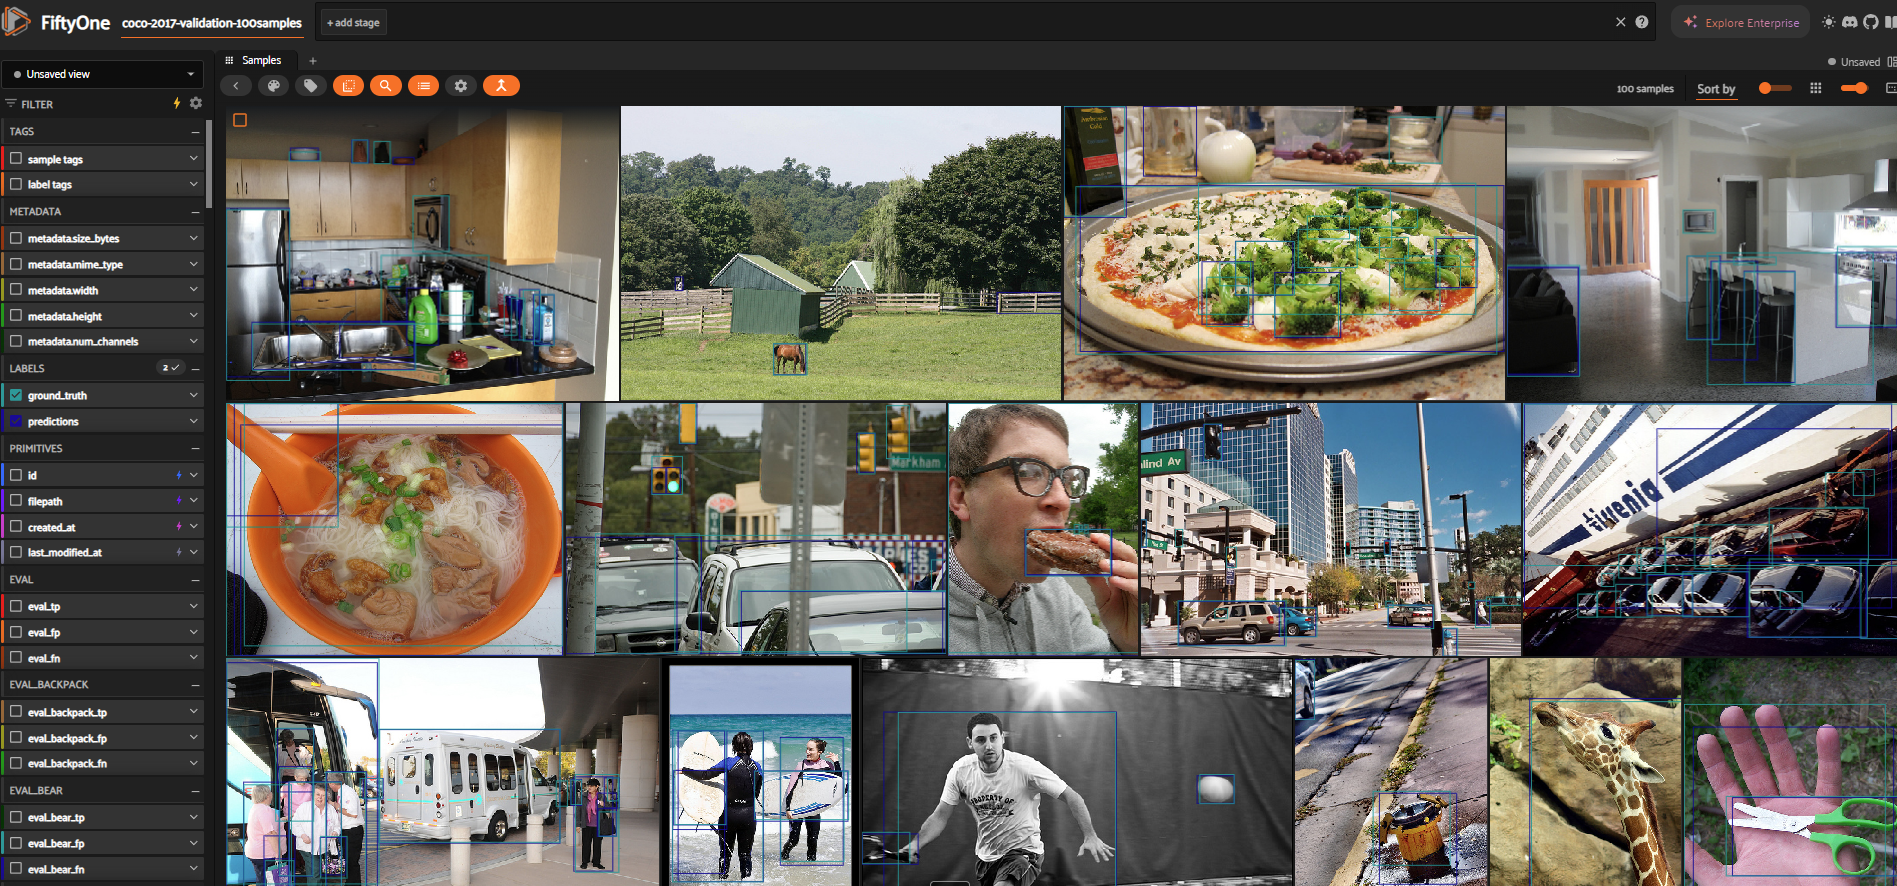 FiftyOne
coco-2017-validation-100samples
+ add stage
Explore Enterprise
Unsaved view
Samples
+
Unsaved
FILTER
100 samples
Sort by
TAGS
sample tags
label tags
METADATA
metadata.size_bytes
metadata.mime_type
metadata.width
metadata.height
metadata.num_channels
LABELS
2
ground_truth
predictions
PRIMITIVES
id
filepath
created_at
last_modified_at
EVAL
eval_tp
eval_fp
eval_fn
EVAL_BACKPACK
eval_backpack_tp
eval_backpack_fp
eval_backpack_fn
EVAL_BEAR
eval_bear_tp
eval_bear_fp
eval_bear_fn
Markham
lind Av
PROPERTY OF